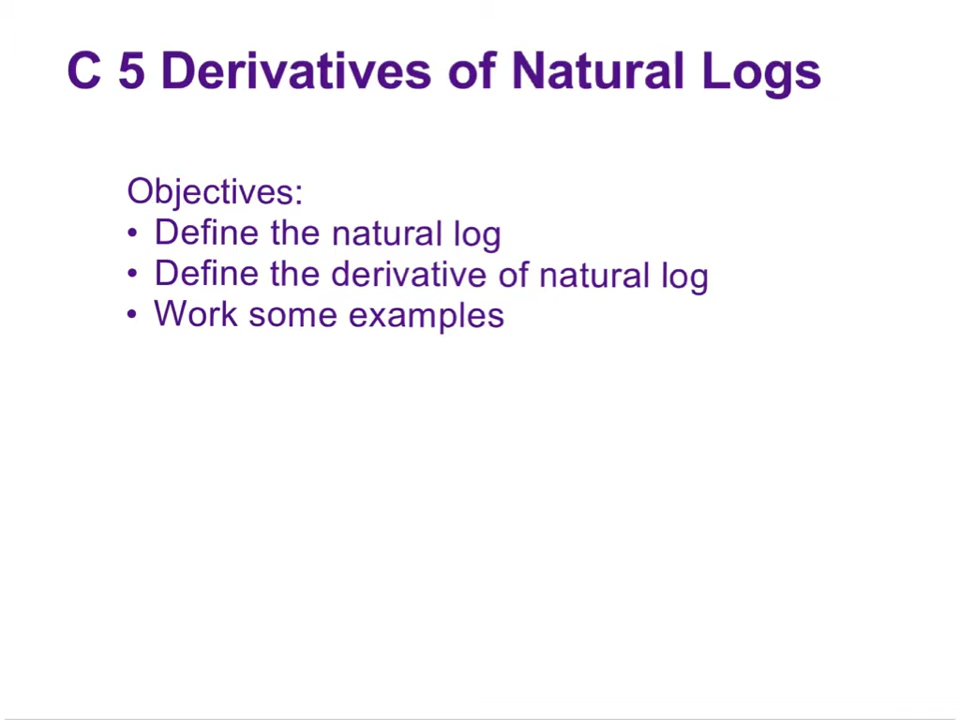 C 5 Derivatives of Natural Logs
Objectives:
• Define the natural log
• Define the derivative of natural log
• Work some examples